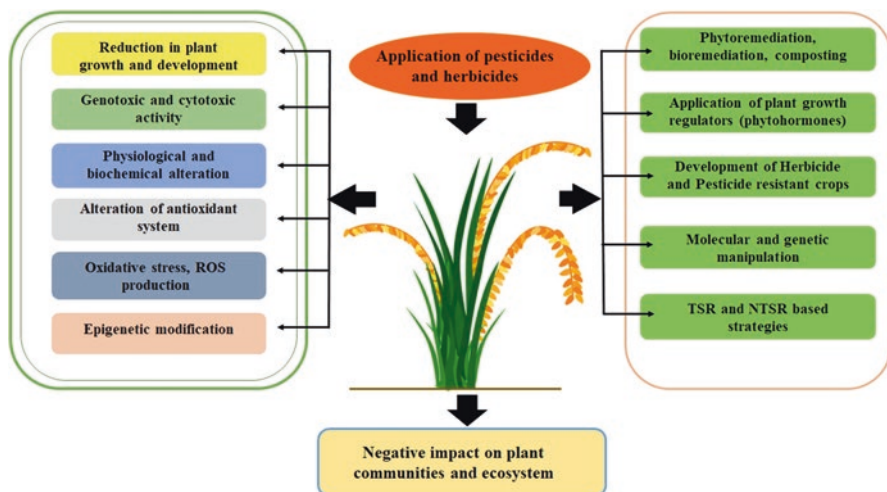 Application of pesticides
and herbicides
Reduction in plant
growth and development
Genotoxic and cytotoxic
activity
Physiological and
biochemical alteration
Alteration of antioxidant
system
Oxidative stress, ROS
production
Epigenetic modification
Phytoremediation,
bioremediation, composting
Application of plant growth
regulators (phytohormones)
Development of Herbicide
and Pesticide resistant crops
Molecular and genetic
manipulation
TSR and NTSR based
strategies
Negative impact on plant
communities and ecosystem